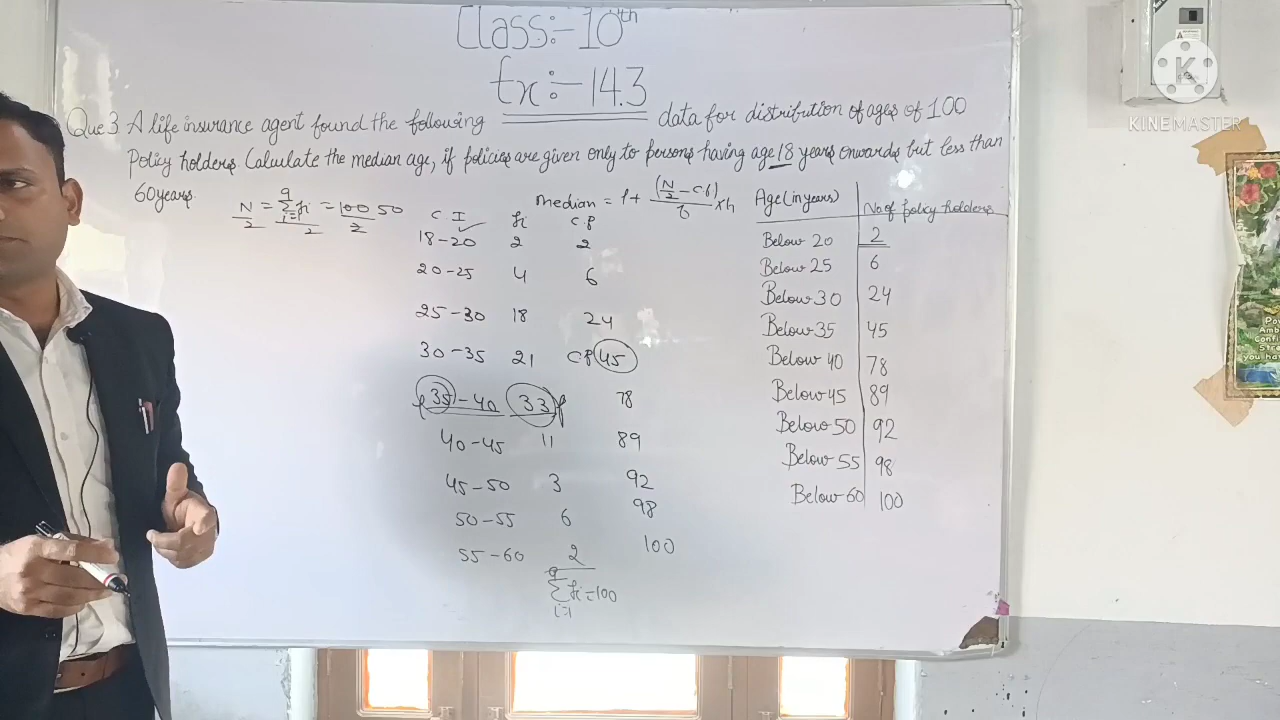 Class:- 10th
Ex:- 14.3
K
KINEMASTER
Que 3 A life insurance agent found the following data for distribution of ages of 100
Policy holders Calculate the median age, if policies are given only to persons having age 18 years onwards but less than
60 years.
N/2 = 9 Σ i=1 fi / 2 = 100/2 50
median = l + (N/2 - c.f)/f × h
C I fi C.f
18-20 2 2
20-25 4 6
25-30 18 24
30-35 21 cf 45
l 35-40 33 f 78
40-45 11 89
45-50 3 92
50-55 6 98
55-60 2 100
9 Σ i=1 fi = 100
Age (in years) No. of policy holders
Below 20 2
Below 25 6
Below 30 24
Below 35 45
Below 40 78
Below 45 89
Below 50 92
Below 55 98
Below 60 100